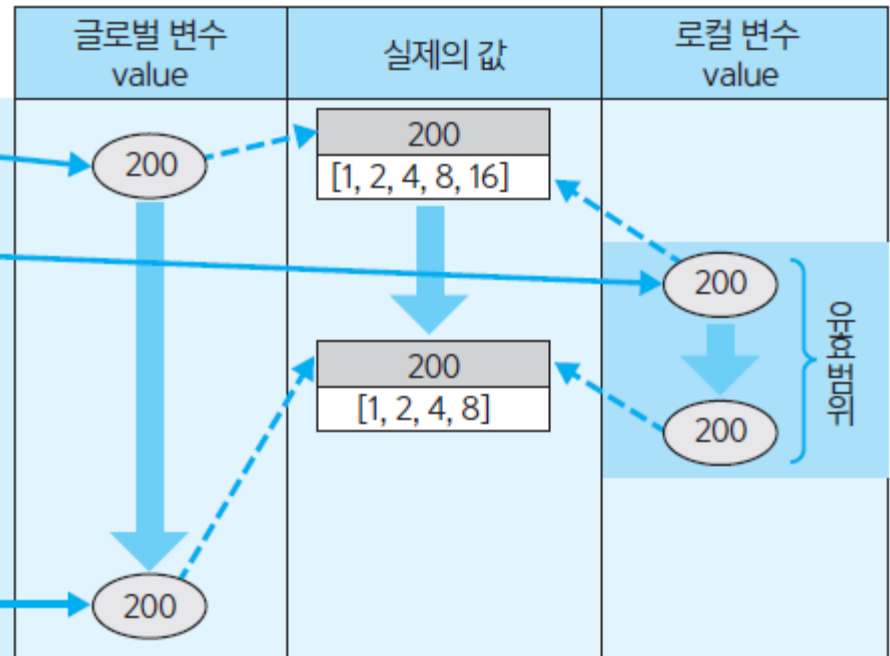 글로벌 변수
value
실제의 값
로컬 변수
value
200
200
[1, 2, 4, 8, 16]
200
유효범위
200
[1, 2, 4, 8]
200
200